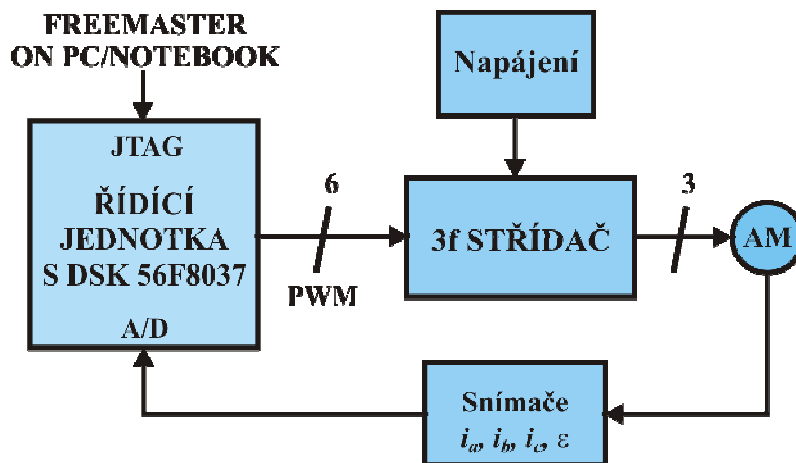 FREEMASTER
ON PC/NOTEBOOK
JTAG
ŘÍDÍCÍ
JEDNOTKA
S DSK 56F8037
A/D
6
PWM
Napájení
3f STŘÍDAČ
3
AM
Snímače
ia, ib, ic, ε